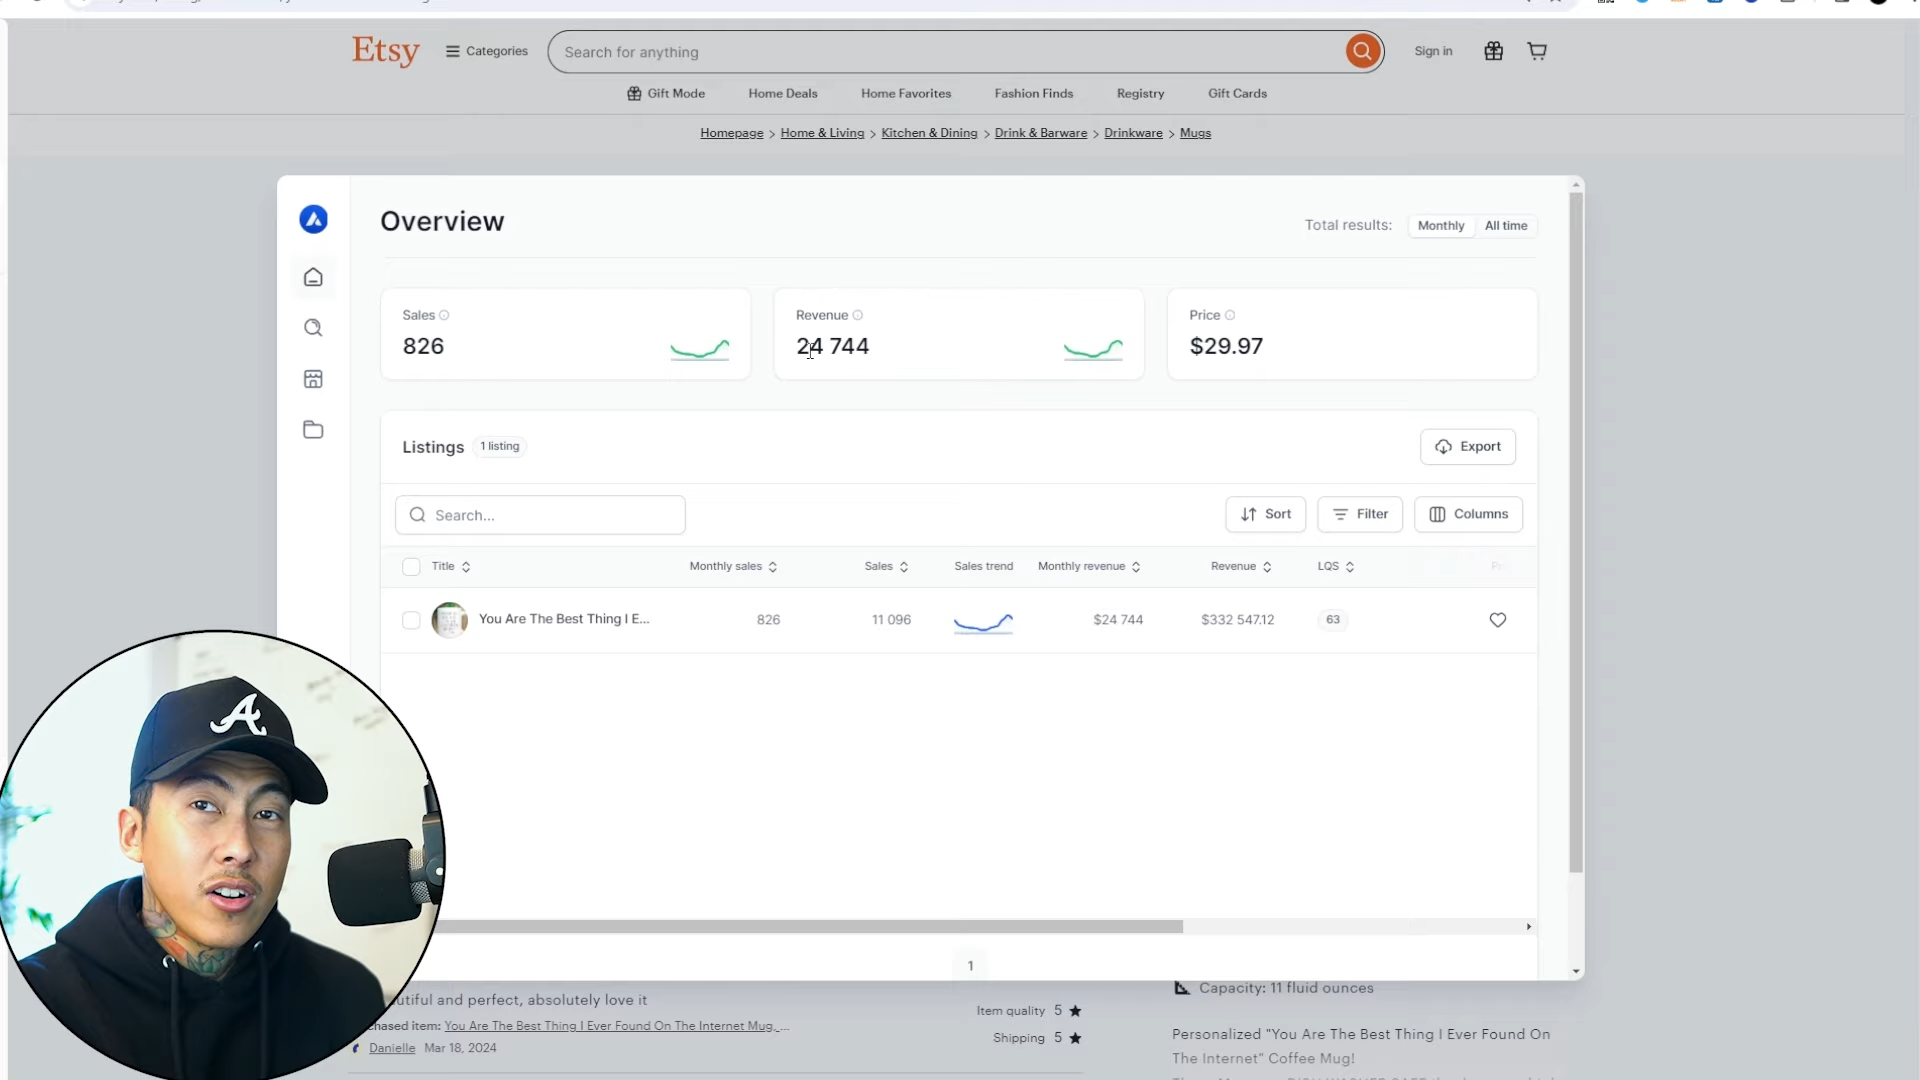 Etsy
Categories
Search for anything
Sign in
Gift Mode
Home Deals
Home Favorites
Fashion Finds
Registry
Gift Cards
Homepage > Home & Living > Kitchen & Dining > Drink & Barware > Drinkware > Mugs
Overview
Total results:
Monthly
All time
Sales
826
Revenue
24 744
Price
$29.97
Listings
1 listing
Export
Search...
Sort
Filter
Columns
Title
Monthly sales
Sales
Sales trend
Monthly revenue
Revenue
LQS
You Are The Best Thing I E...
826
11 096
$24 744
$332 547.12
63
A
1
utiful and perfect, absolutely love it
Item quality 5
chased item: You Are The Best Thing I Ever Found On The Internet Mug, ...
Shipping 5
Danielle Mar 18, 2024
Capacity: 11 fluid ounces
Personalized "You Are The Best Thing I Ever Found On
The Internet" Coffee Mug!